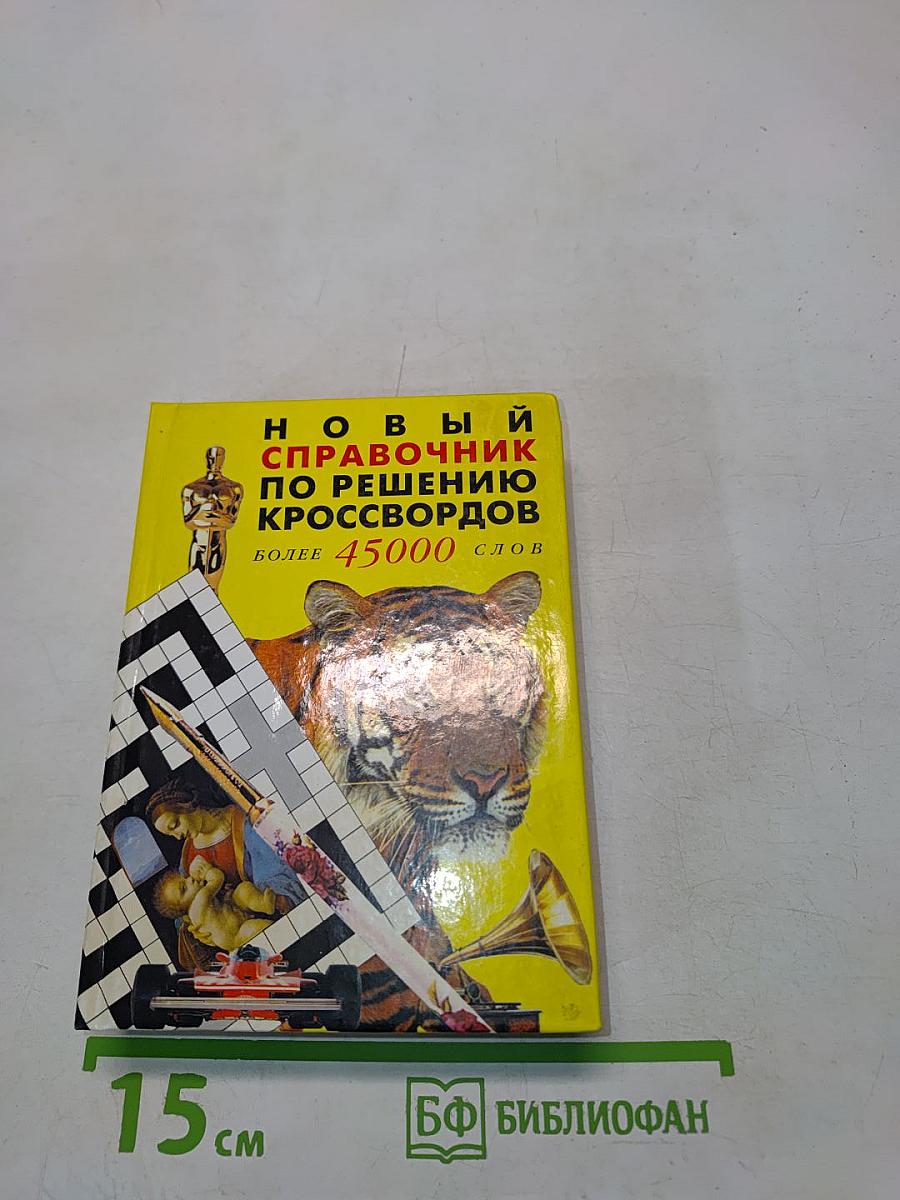 НОВЫЙ
СПРАВОЧНИК
ПО РЕШЕНИЮ
КРОССВОРДОВ
БОЛЕЕ 45000 СЛОВ
15 см
БФ БИБЛИОФАН